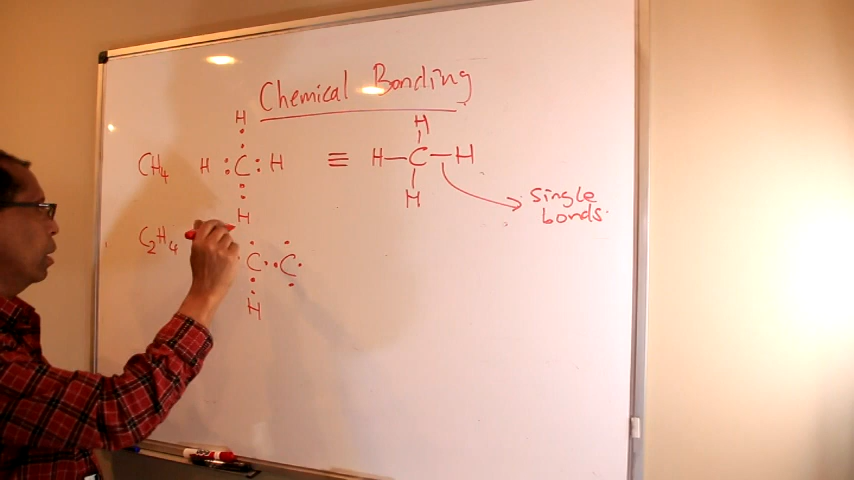 Chemical Bonding
H
CH4 H : C : H ≡ H—C—H
H
H
H
single
bonds.
C2H4 C : C
H